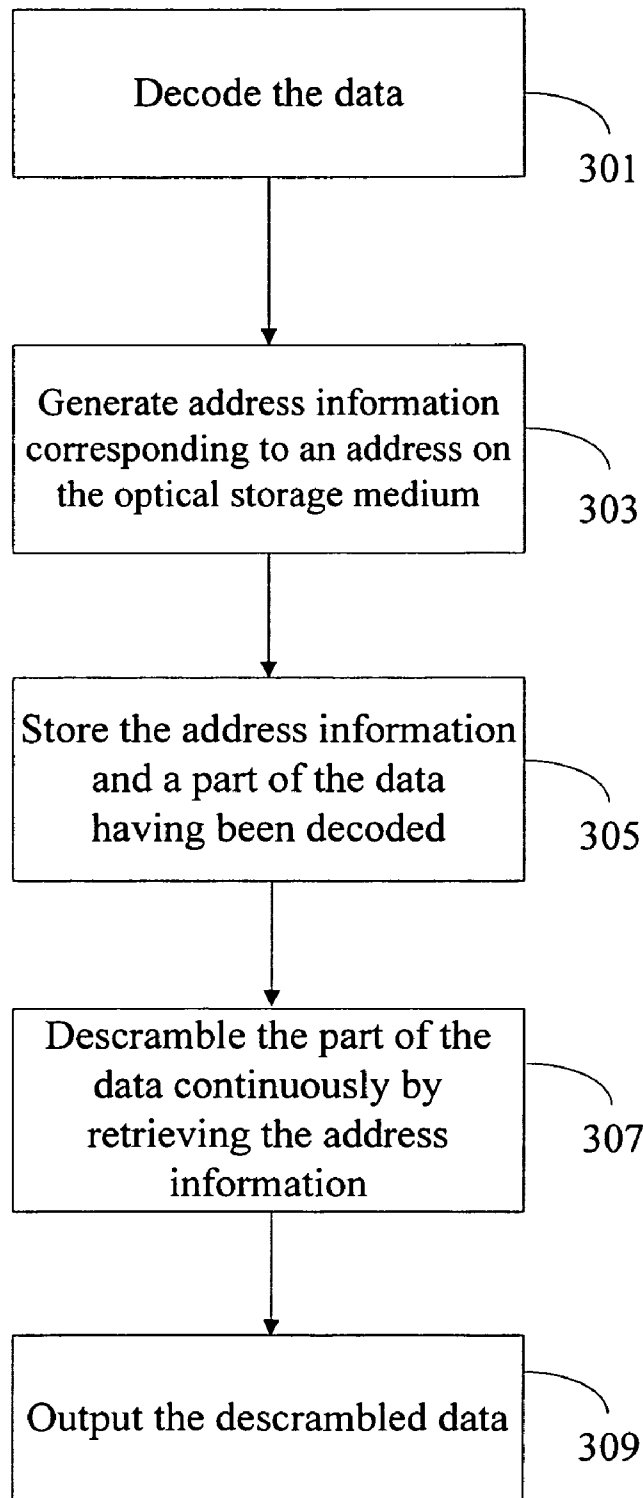 Decode the data
301
Generate address information
corresponding to an address on
the optical storage medium
303
Store the address information
and a part of the data
having been decoded
305
Descramble the part of the
data continuously by
retrieving the address
information
307
Output the descrambled data
309